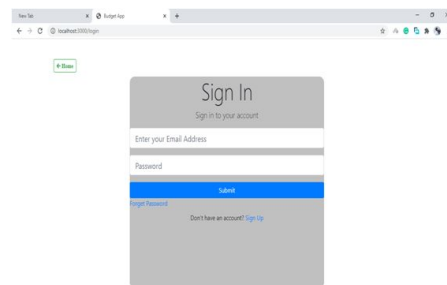 New Tab
Budget App
localhost:3000/login
Home
Sign In
Sign in to your account
Enter your Email Address
Password
Submit
Forgot Password
Don't have an account? Sign Up